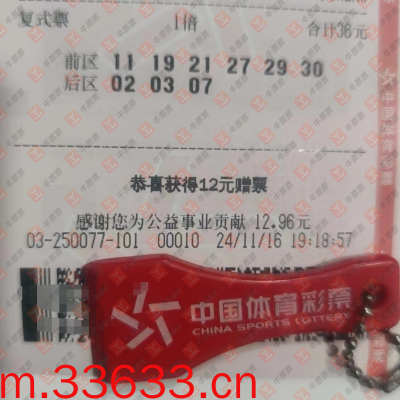 复式票 1倍 合计36元
前区 11 19 21 27 29 30
后区 02 03 07
恭喜获得12元赠票
感谢您为公益事业贡献 12.96元
03-250077-101 00010 24/11/16 19:18:57
中国体育彩票
CHINA SPORTS LOTTERY
m.33633.cn